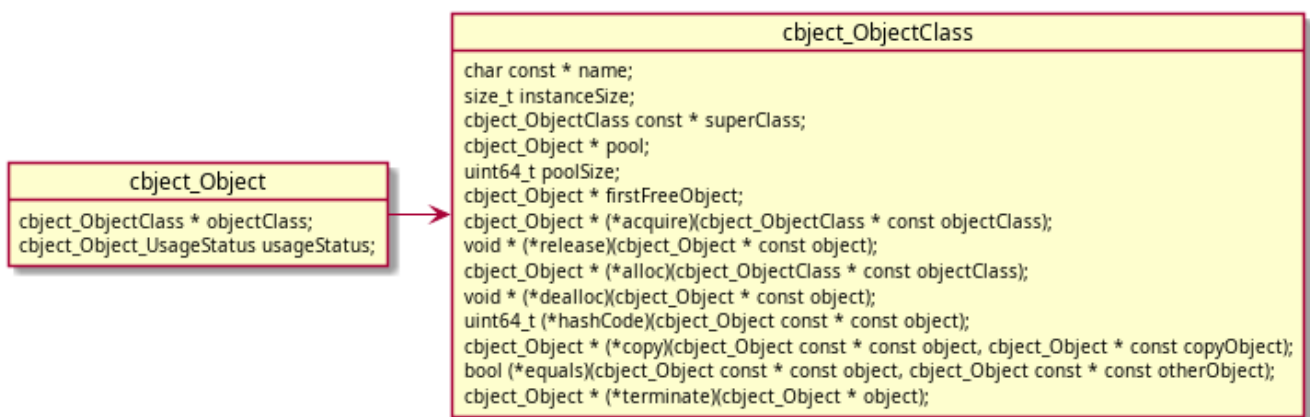 cbject_Object
cbject_ObjectClass * objectClass;
cbject_Object_UsageStatus usageStatus;
cbject_ObjectClass
char const * name;
size_t instanceSize;
cbject_ObjectClass const * superClass;
cbject_Object * pool;
uint64_t poolSize;
cbject_Object * firstFreeObject;
cbject_Object * (*acquire)(cbject_ObjectClass * const objectClass);
void * (*release)(cbject_Object * const object);
cbject_Object * (*alloc)(cbject_ObjectClass * const objectClass);
void * (*dealloc)(cbject_Object * const object);
uint64_t (*hashCode)(cbject_Object const * const object);
cbject_Object * (*copy)(cbject_Object const * const object, cbject_Object * const copyObject);
bool (*equals)(cbject_Object const * const object, cbject_Object const * const otherObject);
cbject_Object * (*terminate)(cbject_Object * object);